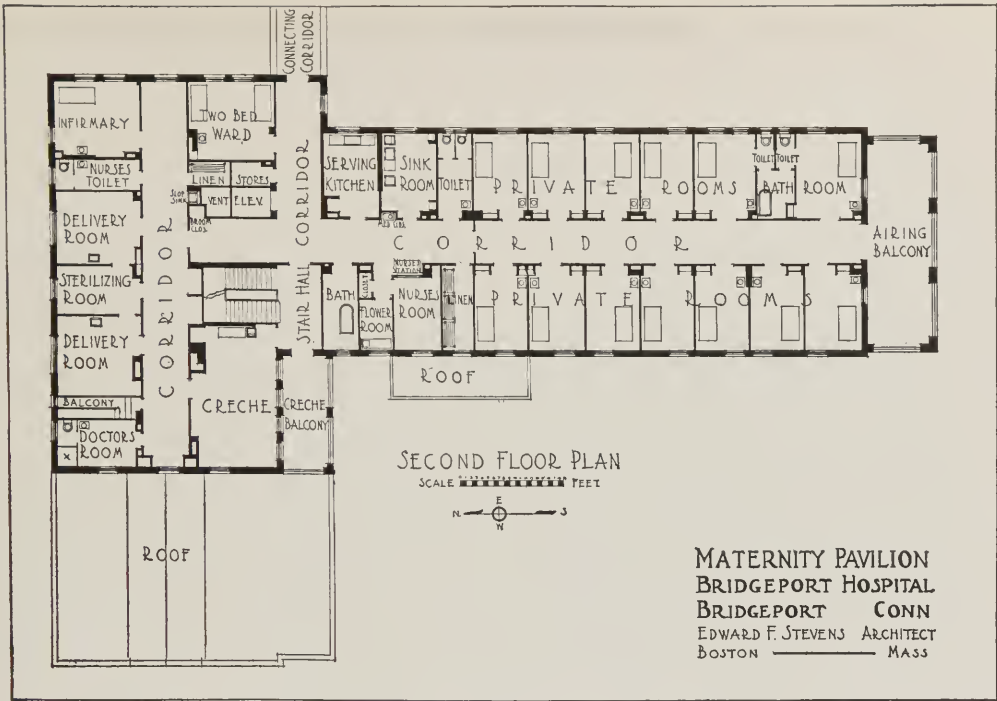 CONNECTING
CORRIDOR
INFIRMARY
TWO BED
WARD
NURSES
TOILET
LINEN
STORES
SLOP
SINK
VENT
ELEV.
BROOM
CLOS.
DELIVERY
ROOM
STERILIZING
ROOM
DELIVERY
ROOM
BALCONY
DOCTORS
ROOM
CORRIDOR
CORRIDOR
STAIR HALL
CRECHE
CRECHE
BALCONY
SERVING
KITCHEN
SINK
ROOM
TOILET
PRIVATE ROOMS
TOILET
TOILET
BATH
ROOM
CORRIDOR
AIRING
BALCONY
NURSES
STATION
BATH
CLOSET
FLOWER
ROOM
NURSES
ROOM
LINEN
PRIVATE ROOMS
ROOF
ROOF
SECOND FLOOR PLAN
SCALE FEET
E
N S
W
MATERNITY PAVILION
BRIDGEPORT HOSPITAL
BRIDGEPORT CONN
EDWARD F. STEVENS ARCHITECT
BOSTON MASS